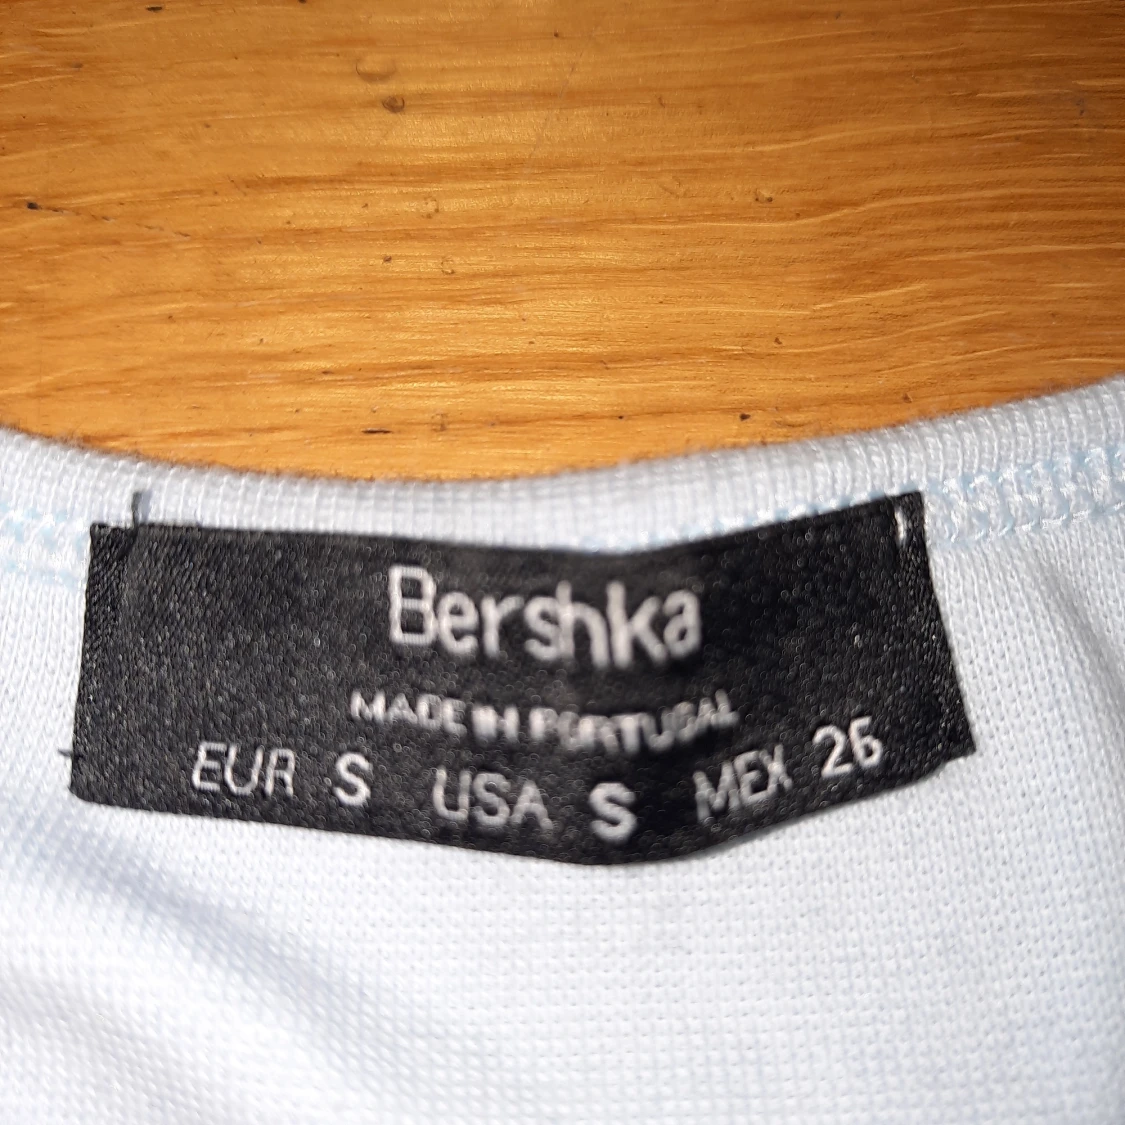 Bershka
MADE IN PORTUGAL
EUR S USA S MEX 26